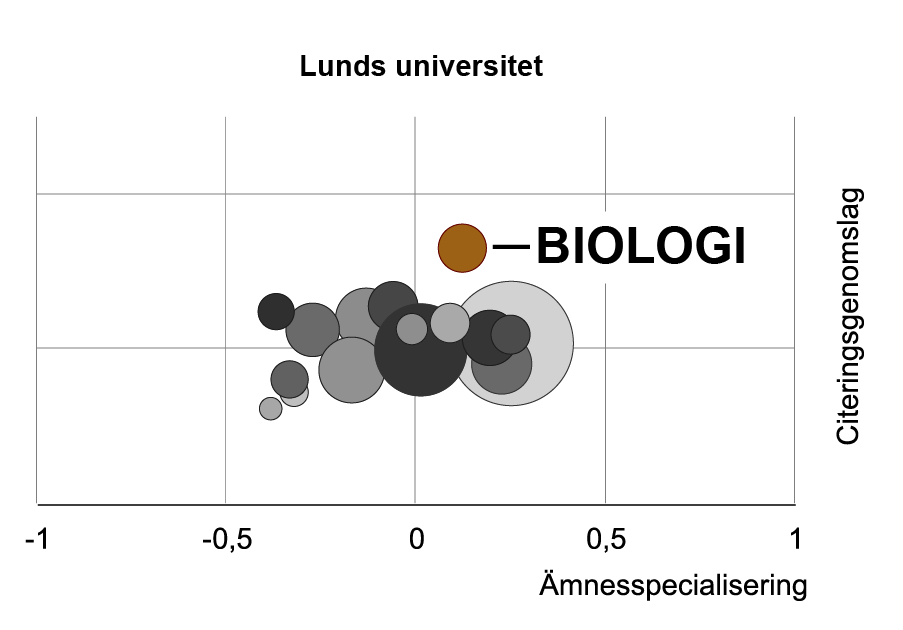 Lunds universitet
BIOLOGI
Citeringsgenomslag
-1 -0,5 0 0,5 1
Ämnesspecialisering